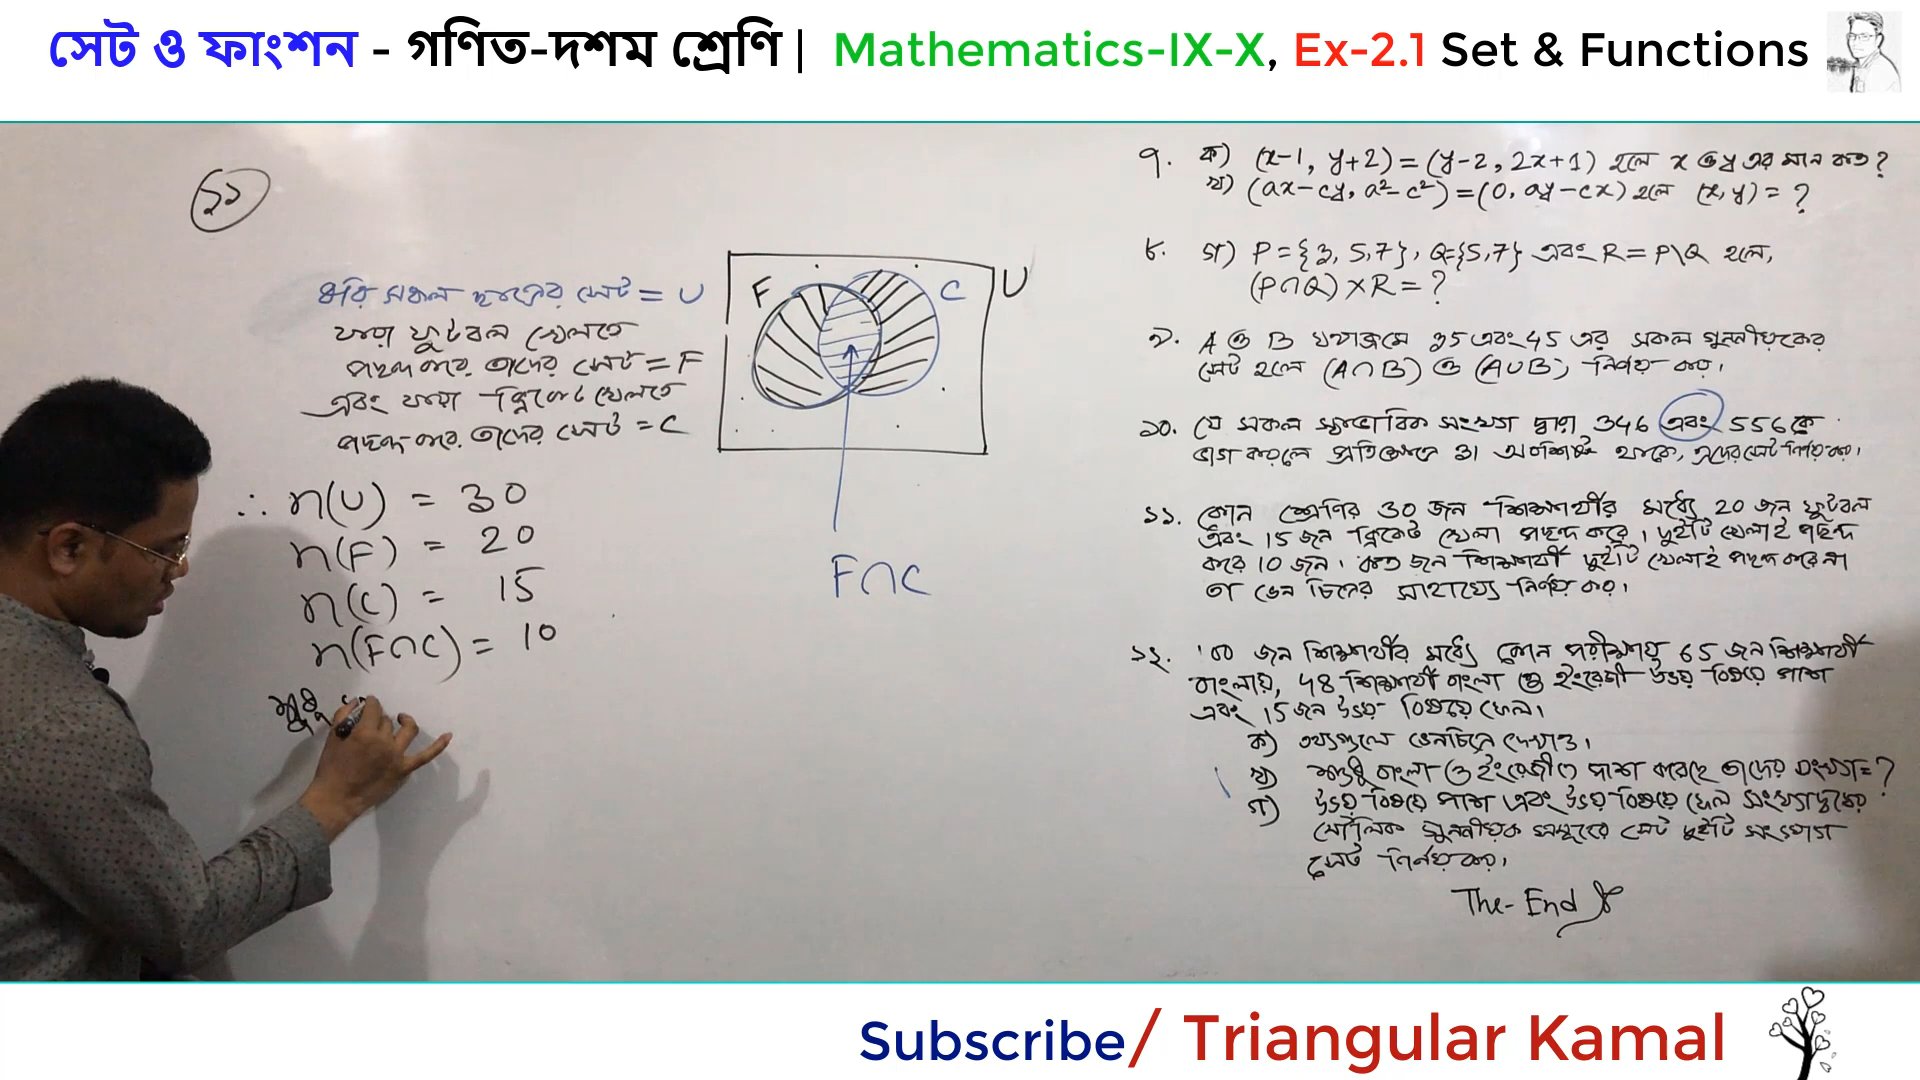 সেট ও ফাংশন - গণিত-দশম শ্রেণি | Mathematics-IX-X, Ex-2.1 Set & Functions
১১
ধরি সকল ছাত্রের সেট = U
যারা ফুটবল খেলতে
পছন্দ করে তাদের সেট = F
এবং যারা ক্রিকেট খেলতে
পছন্দ করে তাদের সেট = C
∴ n(U) = 30
n(F) = 20
n(C) = 15
n(F∩C) = 10
শুধু
F C U
F∩C
৭. ক) (x-1, y+2) = (y-2, 2x+1) হলে x ও y এর মান কত?
খ) (ax-cy, a²-c²) = (0, ay-cx) হলে (x, y) = ?
৮. গ) P = {3, 5, 7}, Q = {5, 7} এবং R = P\Q হলে,
(P∩Q) × R = ?
৯. A ও B যথাক্রমে 35 এবং 45 এর সকল গুননীয়কের
সেট হলে (A∩B) ও (A∪B) নির্ণয় কর।
১০. যে সকল স্বাভাবিক সংখ্যা দ্বারা 346 এবং 556 কে
ভাগ করলে প্রতিক্ষেত্রে 31 অবশিষ্ট থাকে, এদের সেট নির্ণয় কর।
১১. কোন শ্রেণির 30 জন শিক্ষার্থীর মধ্যে 20 জন ফুটবল
এবং 15 জন ক্রিকেট খেলা পছন্দ করে। দুইটি খেলাই পছন্দ
করে 10 জন। কত জন শিক্ষার্থী দুইটি খেলাই পছন্দ করে না
তা ভেন চিত্রের সাহায্যে নির্ণয় কর।
১২. 100 জন শিক্ষার্থীর মধ্যে কোন পরীক্ষায় 65 জন শিক্ষার্থী
বাংলায়, 48 শিক্ষার্থী বাংলা ও ইংরেজী উভয় বিষয়ে পাশ
এবং 15 জন উভয় বিষয়ে ফেল।
ক) তথ্যগুলো ভেনচিত্রে দেখাও।
খ) শুধু বাংলা ও ইংরেজীতে পাশ করেছে তাদের সংখ্যা = ?
গ) উভয় বিষয়ে পাশ এবং উভয় বিষয়ে ফেল সংখ্যাদ্বয়ের
মৌলিক গুননীয়ক সমূহের সেট দুইটি সংযোগ
সেট নির্ণয় কর।
The-End
Subscribe/ Triangular Kamal